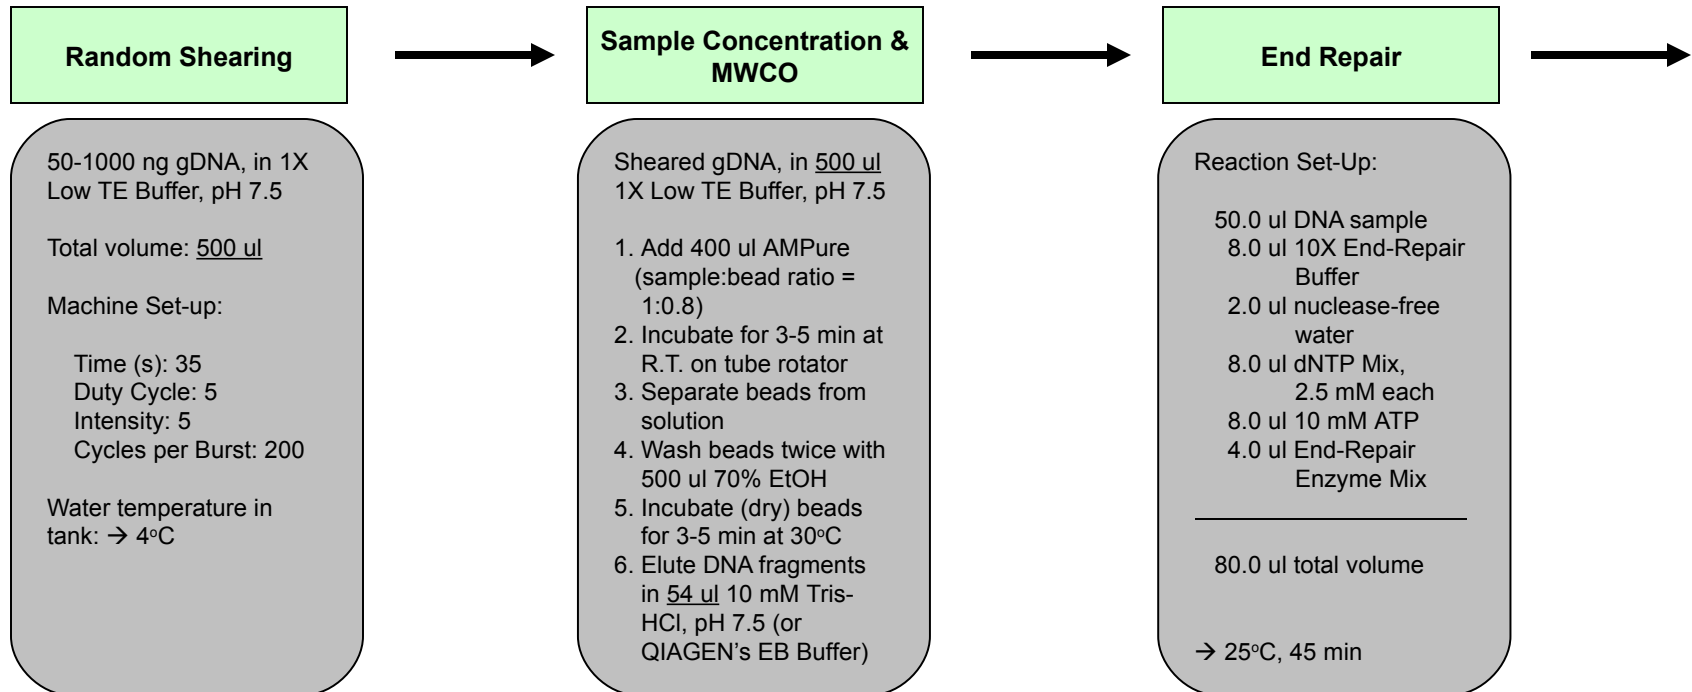 Random Shearing
Sample Concentration &
MWCO
End Repair
50-1000 ng gDNA, in 1X
Low TE Buffer, pH 7.5
Total volume: 500 ul
Machine Set-up:
Time (s): 35
Duty Cycle: 5
Intensity: 5
Cycles per Burst: 200
Water temperature in
tank: → 4°C
Sheared gDNA, in 500 ul
1X Low TE Buffer, pH 7.5
1. Add 400 ul AMPure
(sample:bead ratio =
1:0.8)
2. Incubate for 3-5 min at
R.T. on tube rotator
3. Separate beads from
solution
4. Wash beads twice with
500 ul 70% EtOH
5. Incubate (dry) beads
for 3-5 min at 30°C
6. Elute DNA fragments
in 54 ul 10 mM Tris-
HCl, pH 7.5 (or
QIAGEN's EB Buffer)
Reaction Set-Up:
50.0 ul DNA sample
8.0 ul 10X End-Repair
Buffer
2.0 ul nuclease-free
water
8.0 ul dNTP Mix,
2.5 mM each
8.0 ul 10 mM ATP
4.0 ul End-Repair
Enzyme Mix
80.0 ul total volume
→ 25°C, 45 min